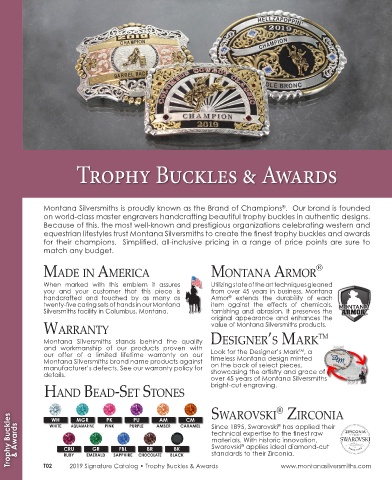 2019
CHAMPION
BARREL RACING
CHAMPION
2019
HELLZAPOPPIN
2019
CHAMPION
SADDLE BRONC
TROPHY BUCKLES & AWARDS
Montana Silversmiths is proudly known as the Brand of Champions®. Our brand is founded
on world-class master engravers handcrafting beautiful trophy buckles in authentic designs.
Because of this, the most well-known and prestigious organizations celebrating western and
equestrian lifestyles trust Montana Silversmiths to create the finest trophy buckles and awards
for their champions. Simplified, all-inclusive pricing in a range of price points are sure to
match any budget.
MADE IN AMERICA
When marked with this emblem it assures
you and your customer that this piece is
handcrafted and touched by as many as
twenty-five caring sets of hands in our Montana
Silversmiths facility in Columbus, Montana.
WARRANTY
Montana Silversmiths stands behind the quality
and workmanship of our products proven with
our offer of a limited lifetime warranty on our
Montana Silversmiths brand name products against
manufacturer's defects. See our warranty policy for
details.
HAND BEAD-SET STONES
WH MGR PK PU AM CM
WHITE AQUAMARINE PINK PURPLE AMBER CARAMEL
CRU GR FBL BR BK
RUBY EMERALD SAPPHIRE CHOCOLATE BLACK
MONTANA ARMOR®
Utilizing state of the art techniques gleaned
from over 45 years in business, Montana
Armor® extends the durability of each
item against the effects of chemicals,
tarnishing and abrasion. It preserves the
original appearance and enhances the
value of Montana Silversmiths products.
MONTANA
ARMOR
DESIGNER'S MARK™
Look for the Designer's Mark™, a
timeless Montana design minted
on the back of select pieces,
showcasing the artistry and grace of
over 45 years of Montana Silversmiths
bright-cut engraving.
SWAROVSKI® ZIRCONIA
Since 1895, Swarovski® has applied their
technical expertise to the finest raw
materials. With historic innovation,
Swarovski® applies ideal diamond-cut
standards to their Zirconia.
ZIRCONIA
SWAROVSKI
Trophy Buckles
& Awards
T02 2019 Signature Catalog • Trophy Buckles & Awards www.montanasilversmiths.com